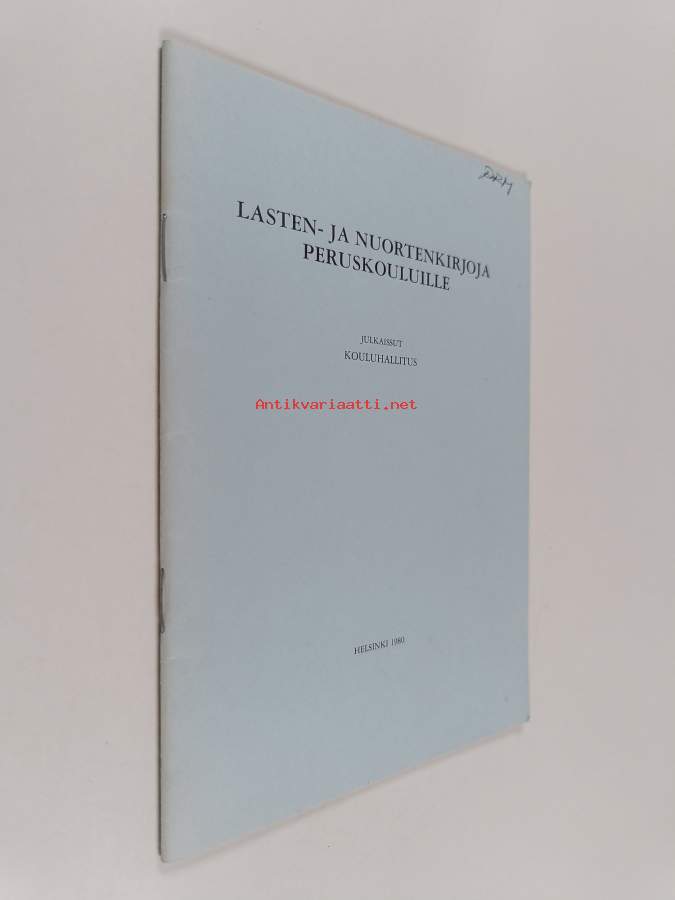 LASTEN- JA NUORTENKIRJOJA
PERUSKOULUILLE
JULKAISSUT
KOULUHALLITUS
Antikvariaatti.net
HELSINKI 1980